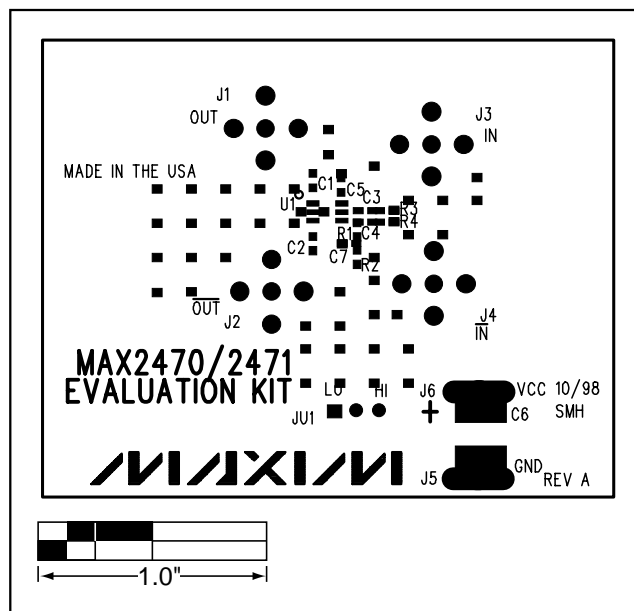 J1
OUT
J3
IN
MADE IN THE USA
C1
C5
U1
C3
R3
R4
R1
C4
C2
C7
R2
OUT
J2
J4
IN
MAX2470/2471
EVALUATION KIT
LO
HI
JU1
J6
VCC 10/98
C6
SMH
MAXIM
J5
GND
REV A
1.0"